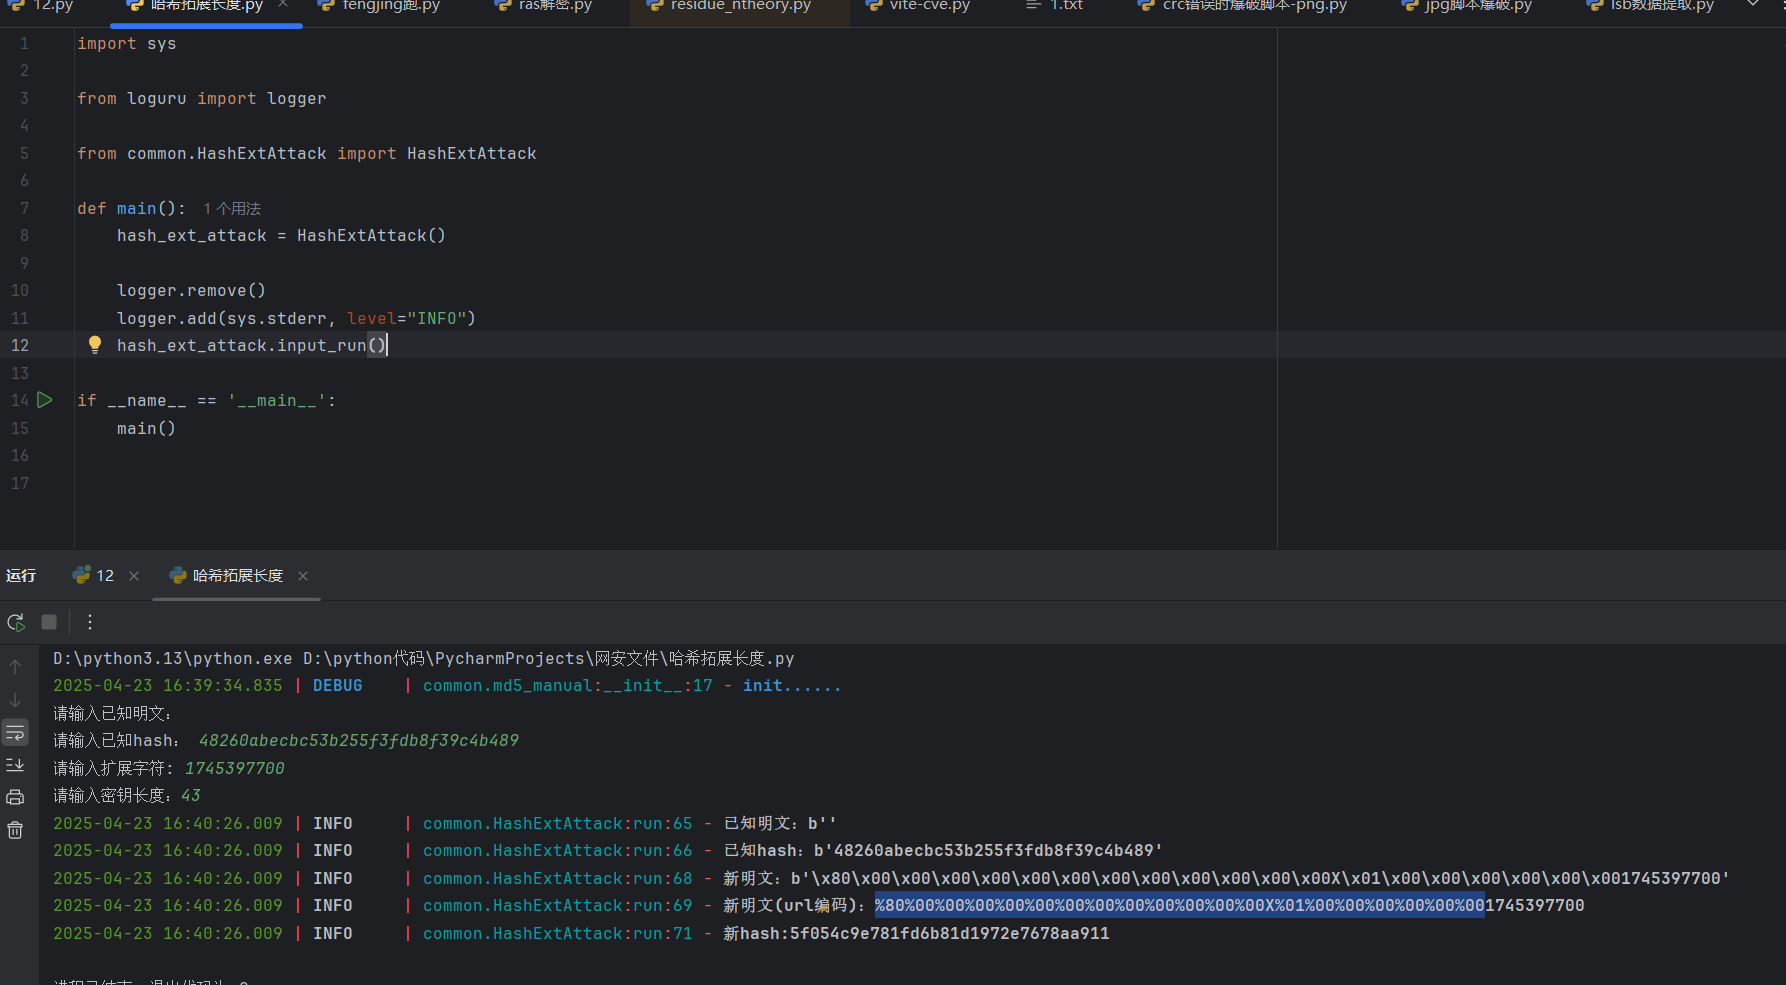 12.py 哈希拓展长度.py fengjing跑.py ras解密.py residue_ntheory.py vite-cve.py 1.txt crc错误时爆破脚本-png.py jpg脚本爆破.py lsb数据提取.py
1 import sys
2
3 from loguru import logger
4
5 from common.HashExtAttack import HashExtAttack
6
7 def main(): 1 个用法
8 hash_ext_attack = HashExtAttack()
9
10 logger.remove()
11 logger.add(sys.stderr, level="INFO")
12 hash_ext_attack.input_run()
13
14 if __name__ == '__main__':
15 main()
16
17
运行 12 哈希拓展长度
D:\python3.13\python.exe D:\python代码\PycharmProjects\网安文件\哈希拓展长度.py
2025-04-23 16:39:34.835 | DEBUG | common.md5_manual:__init__:17 - init......
请输入已知明文：
请输入已知hash： 48260abecbc53b255f3fdb8f39c4b489
请输入扩展字符: 1745397700
请输入密钥长度：43
2025-04-23 16:40:26.009 | INFO | common.HashExtAttack:run:65 - 已知明文：b''
2025-04-23 16:40:26.009 | INFO | common.HashExtAttack:run:66 - 已知hash：b'48260abecbc53b255f3fdb8f39c4b489'
2025-04-23 16:40:26.009 | INFO | common.HashExtAttack:run:68 - 新明文：b'\x80\x00\x00\x00\x00\x00\x00\x00\x00\x00\x00\x00\x00X\x01\x00\x00\x00\x00\x00\x001745397700'
2025-04-23 16:40:26.009 | INFO | common.HashExtAttack:run:69 - 新明文(url编码)：%80%00%00%00%00%00%00%00%00%00%00%00%00X%01%00%00%00%00%00%001745397700
2025-04-23 16:40:26.009 | INFO | common.HashExtAttack:run:71 - 新hash:5f054c9e781fd6b81d1972e7678aa911